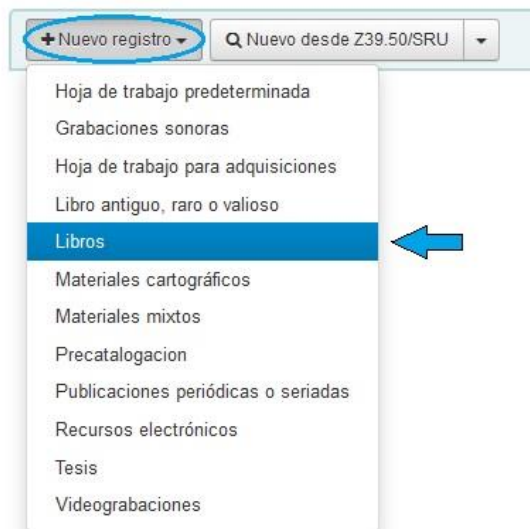 +Nuevo registro
Nuevo desde Z39.50/SRU
Hoja de trabajo predeterminada
Grabaciones sonoras
Hoja de trabajo para adquisiciones
Libro antiguo, raro o valioso
Libros
Materiales cartográficos
Materiales mixtos
Precatalogacion
Publicaciones periódicas o seriadas
Recursos electrónicos
Tesis
Videograbaciones